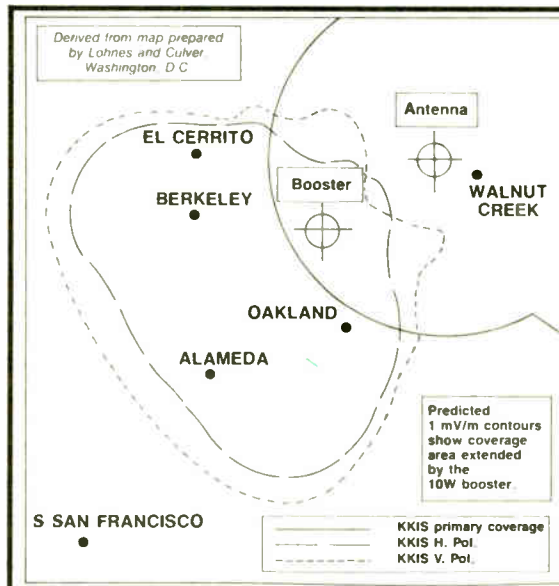 Derived from map prepared
by Lohnes and Culver
Washington D C
Antenna
EL CERRITO
Booster
WALNUT
CREEK
BERKELEY
OAKLAND
ALAMEDA
Predicted
1 mV/m contours
show coverage
area extended
by the
10W booster.
S SAN FRANCISCO
KKIS primary coverage
KKIS H. Pol.
KKIS V. Pol.